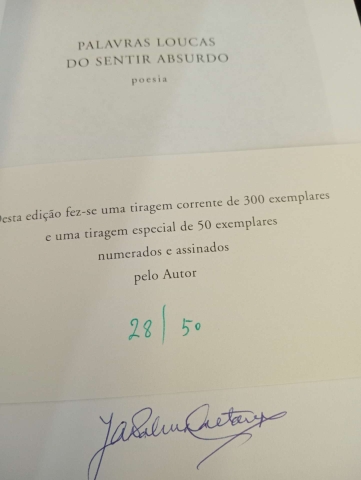 PALAVRAS LOUCAS
DO SENTIR ABSURDO
poesia
desta edição fez-se uma tiragem corrente de 300 exemplares
e uma tiragem especial de 50 exemplares
numerados e assinados
pelo Autor
28 | 50